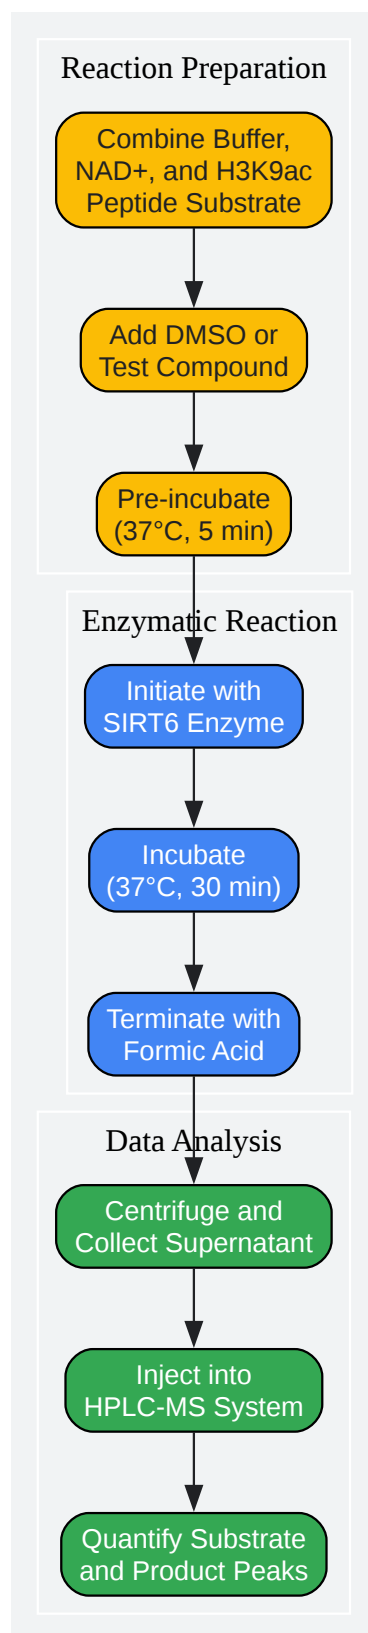 Reaction Preparation
Combine Buffer,
NAD+, and H3K9ac
Peptide Substrate
Add DMSO or
Test Compound
Pre-incubate
(37°C, 5 min)
Enzymatic Reaction
Initiate with
SIRT6 Enzyme
Incubate
(37°C, 30 min)
Terminate with
Formic Acid
Data Analysis
Centrifuge and
Collect Supernatant
Inject into
HPLC-MS System
Quantify Substrate
and Product Peaks